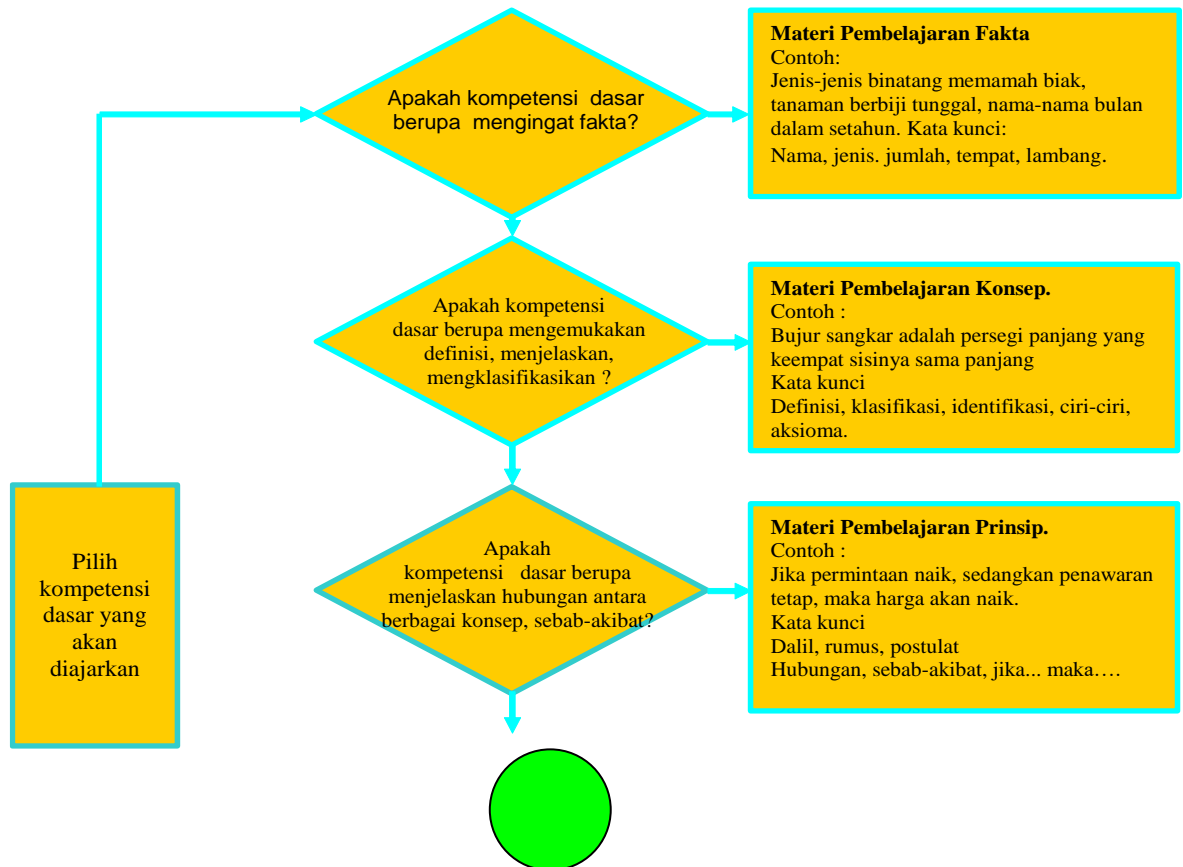 Apakah kompetensi dasar
berupa mengingat fakta?
Materi Pembelajaran Fakta
Contoh:
Jenis-jenis binatang memamah biak,
tanaman berbiji tunggal, nama-nama bulan
dalam setahun. Kata kunci:
Nama, jenis. jumlah, tempat, lambang.
Apakah kompetensi
dasar berupa mengemukakan
definisi, menjelaskan,
mengklasifikasikan ?
Materi Pembelajaran Konsep.
Contoh :
Bujur sangkar adalah persegi panjang yang
keempat sisinya sama panjang
Kata kunci
Definisi, klasifikasi, identifikasi, ciri-ciri,
aksioma.
Pilih
kompetensi
dasar yang
akan
diajarkan
Apakah
kompetensi dasar berupa
menjelaskan hubungan antara
berbagai konsep, sebab-akibat?
Materi Pembelajaran Prinsip.
Contoh :
Jika permintaan naik, sedangkan penawaran
tetap, maka harga akan naik.
Kata kunci
Dalil, rumus, postulat
Hubungan, sebab-akibat, jika... maka….